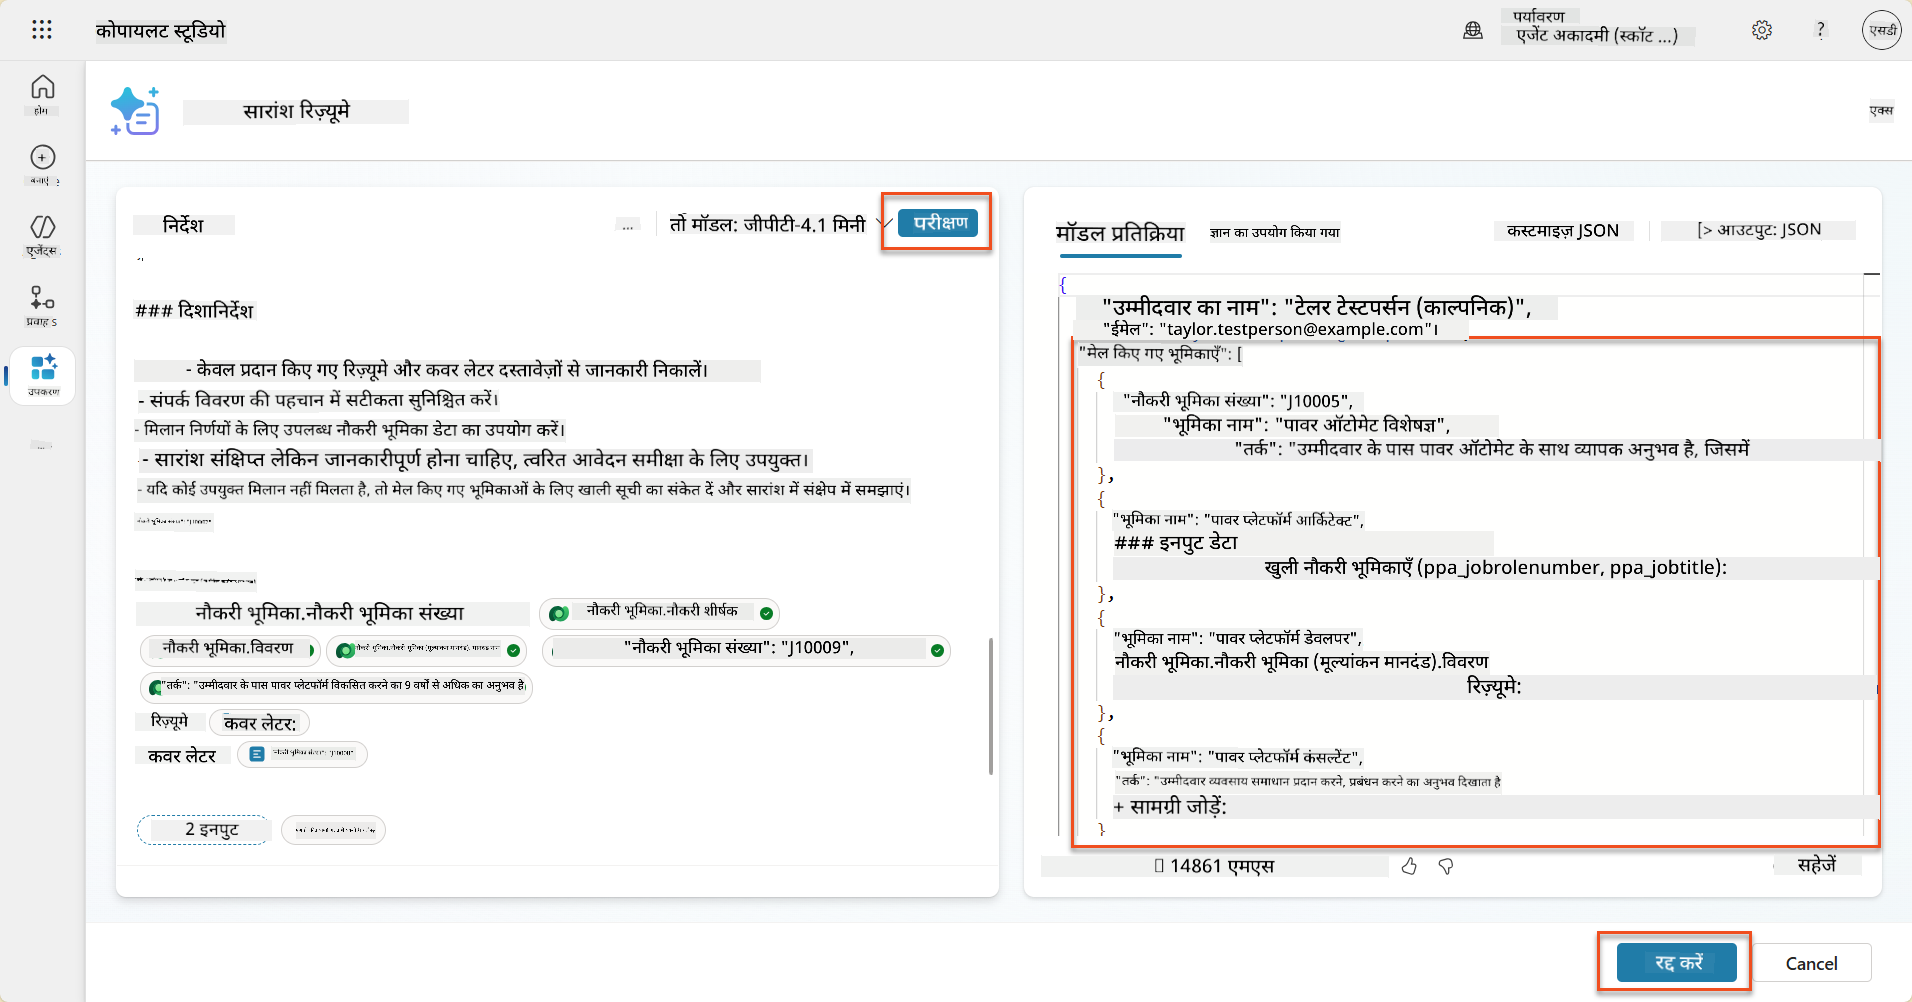 कोपायलट स्टूडियो
पर्यावरण
एजेंट अकादमी (स्कॉट ...)
?
एसडी
होम
बनाएं
एजेंट्स
प्रवाह s
उपकरण
...
सारांश रिज़्यूमे
एक्स
निर्देश
...
तो मॉडल: जीपीटी-4.1 मिनी
परीक्षण
### दिशानिर्देश
- केवल प्रदान किए गए रिज़्यूमे और कवर लेटर दस्तावेज़ों से जानकारी निकालें।
- संपर्क विवरण की पहचान में सटीकता सुनिश्चित करें।
- मिलान निर्णयों के लिए उपलब्ध नौकरी भूमिका डेटा का उपयोग करें।
- सारांश संक्षिप्त लेकिन जानकारीपूर्ण होना चाहिए, त्वरित आवेदन समीक्षा के लिए उपयुक्त।
- यदि कोई उपयुक्त मिलान नहीं मिलता है, तो मेल किए गए भूमिकाओं के लिए खाली सूची का संकेत दें और सारांश में संक्षेप में समझाएं।
नौकरी भूमिका.नौकरी भूमिका संख्या
नौकरी भूमिका.नौकरी शीर्षक
नौकरी भूमिका.विवरण
"नौकरी भूमिका संख्या": "J10009",
"तर्क": "उम्मीदवार के पास पावर प्लेटफॉर्म विकसित करने का 9 वर्षों से अधिक का अनुभव है।
रिज़्यूमे
कवर लेटर:
कवर लेटर
2 इनपुट
मॉडल प्रतिक्रिया
ज्ञान का उपयोग किया गया
कस्टमाइज़ JSON
[> आउटपुट: JSON
{
"उम्मीदवार का नाम": "टेलर टेस्टपर्सन (काल्पनिक)",
"ईमेल": "taylor.testperson@example.com"।
"मेल किए गए भूमिकाएँ": [
{
"नौकरी भूमिका संख्या": "J10005",
"भूमिका नाम": "पावर ऑटोमेट विशेषज्ञ",
"तर्क": "उम्मीदवार के पास पावर ऑटोमेट के साथ व्यापक अनुभव है, जिसमें
},
{
"भूमिका नाम": "पावर प्लेटफॉर्म आर्किटेक्ट",
### इनपुट डेटा
खुली नौकरी भूमिकाएँ (ppa_jobrolenumber, ppa_jobtitle):
},
{
"भूमिका नाम": "पावर प्लेटफॉर्म डेवलपर",
नौकरी भूमिका.नौकरी भूमिका (मूल्यांकन मानदंड).विवरण
रिज़्यूमे:
},
{
"भूमिका नाम": "पावर प्लेटफॉर्म कंसल्टेंट",
"तर्क": "उम्मीदवार व्यवसाय समाधान प्रदान करने, प्रबंधन करने का अनुभव दिखाता है
+ सामग्री जोड़ें:
}
14861 एमएस
सहेजें
रद्द करें
Cancel